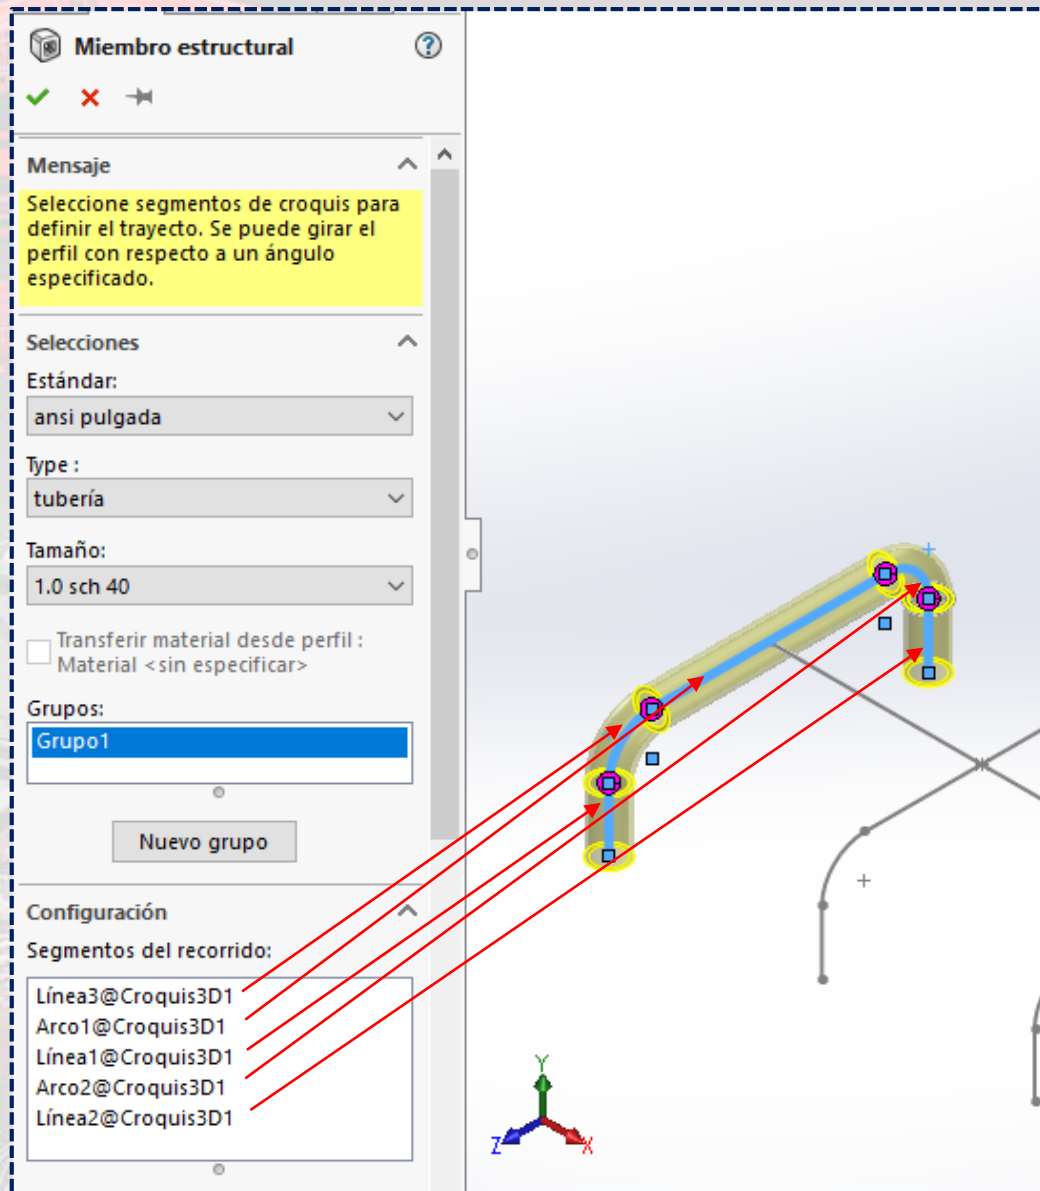 Miembro estructural
Mensaje
Seleccione segmentos de croquis para
definir el trayecto. Se puede girar el
perfil con respecto a un ángulo
especificado.
Selecciones
Estándar:
ansi pulgada
Type :
tubería
Tamaño:
1.0 sch 40
Transferir material desde perfil :
Material <sin especificar>
Grupos:
Grupo1
Nuevo grupo
Configuración
Segmentos del recorrido:
Línea3@Croquis3D1
Arco1@Croquis3D1
Línea1@Croquis3D1
Arco2@Croquis3D1
Línea2@Croquis3D1
Y
Z
X